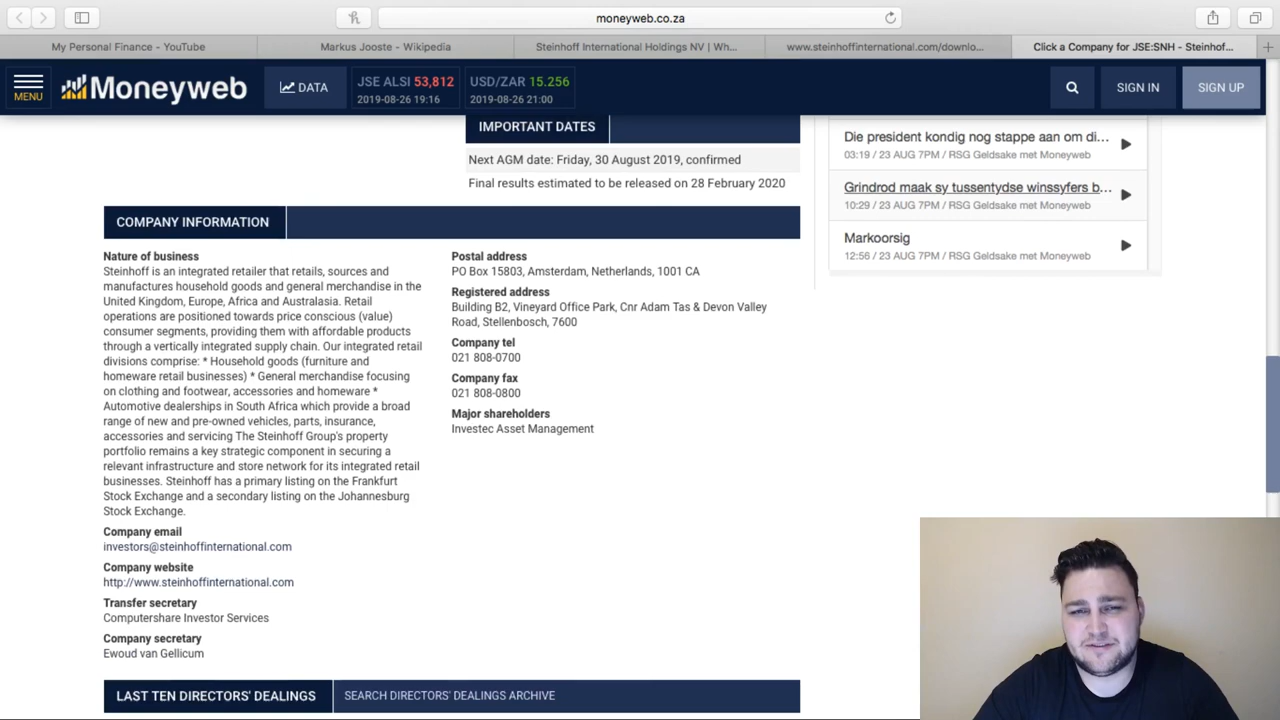 moneyweb.co.za
My Personal Finance - YouTube
Markus Jooste - Wikipedia
Steinhoff International Holdings NV | Wh...
www.steinhoffinternational.com/downlo...
Click a Company for JSE:SNH - Steinhof...
MENU
Moneyweb
DATA
JSE ALSI 53,812
2019-08-26 19:16
USD/ZAR 15.256
2019-08-26 21:00
SIGN IN
SIGN UP
IMPORTANT DATES
Next AGM date: Friday, 30 August 2019, confirmed
Final results estimated to be released on 28 February 2020
COMPANY INFORMATION
Nature of business
Steinhoff is an integrated retailer that retails, sources and
manufactures household goods and general merchandise in the
United Kingdom, Europe, Africa and Australasia. Retail
operations are positioned towards price conscious (value)
consumer segments, providing them with affordable products
through a vertically integrated supply chain. Our integrated retail
divisions comprise: * Household goods (furniture and
homeware retail businesses) * General merchandise focusing
on clothing and footwear, accessories and homeware *
Automotive dealerships in South Africa which provide a broad
range of new and pre-owned vehicles, parts, insurance,
accessories and servicing The Steinhoff Group's property
portfolio remains a key strategic component in securing a
relevant infrastructure and store network for its integrated retail
businesses. Steinhoff has a primary listing on the Frankfurt
Stock Exchange and a secondary listing on the Johannesburg
Stock Exchange.
Company email
investors@steinhoffinternational.com
Company website
http://www.steinhoffinternational.com
Transfer secretary
Computershare Investor Services
Company secretary
Ewoud van Gellicum
Postal address
PO Box 15803, Amsterdam, Netherlands, 1001 CA
Registered address
Building B2, Vineyard Office Park, Cnr Adam Tas & Devon Valley
Road, Stellenbosch, 7600
Company tel
021 808-0700
Company fax
021 808-0800
Major shareholders
Investec Asset Management
LAST TEN DIRECTORS' DEALINGS
SEARCH DIRECTORS' DEALINGS ARCHIVE
Die president kondig nog stappe aan om di...
03:19 / 23 AUG 7PM / RSG Geldsake met Moneyweb
Grindrod maak sy tussentydse winssyfers b...
10:29 / 23 AUG 7PM / RSG Geldsake met Moneyweb
Markoorsig
12:56 / 23 AUG 7PM / RSG Geldsake met Moneyweb